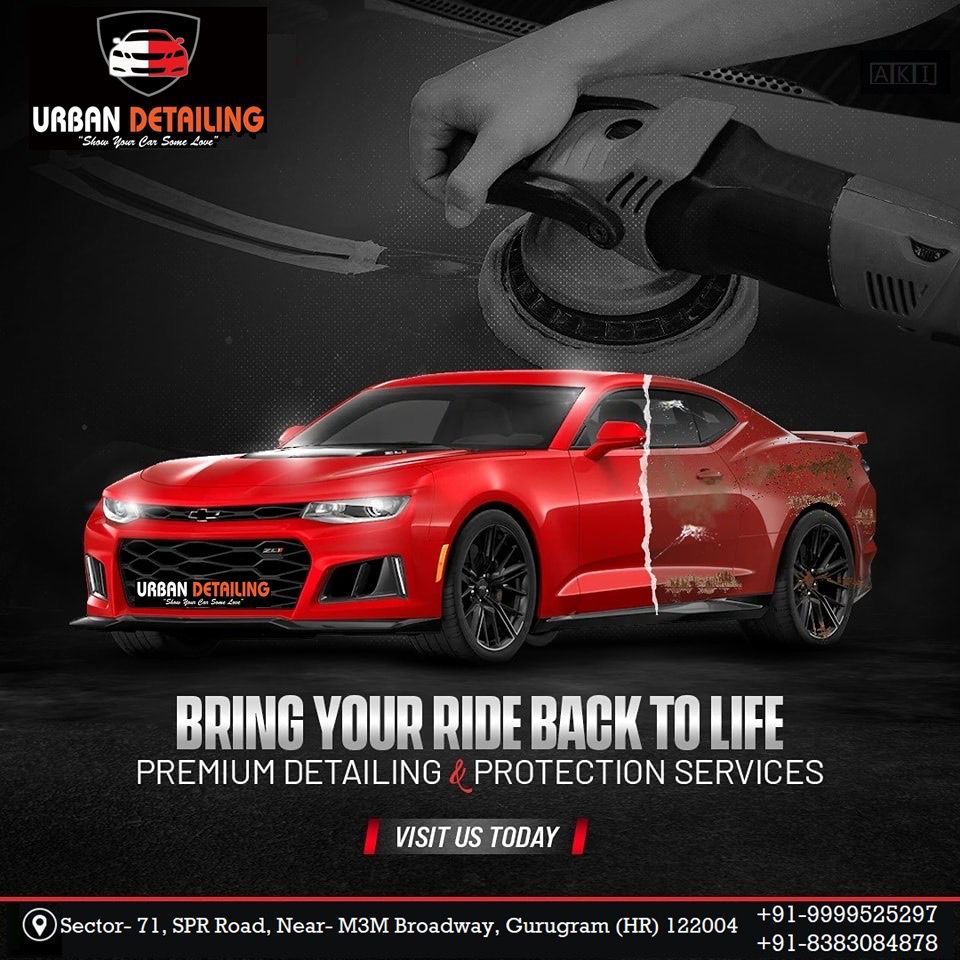 URBAN DETAILING
"Show Your Car Some Love"
AKI
ZL1
URBAN DETAILING
"Show Your Car Some Love"
BRING YOUR RIDE BACK TO LIFE
PREMIUM DETAILING & PROTECTION SERVICES
VISIT US TODAY
Sector- 71, SPR Road, Near- M3M Broadway, Gurugram (HR) 122004
+91-9999525297
+91-8383084878